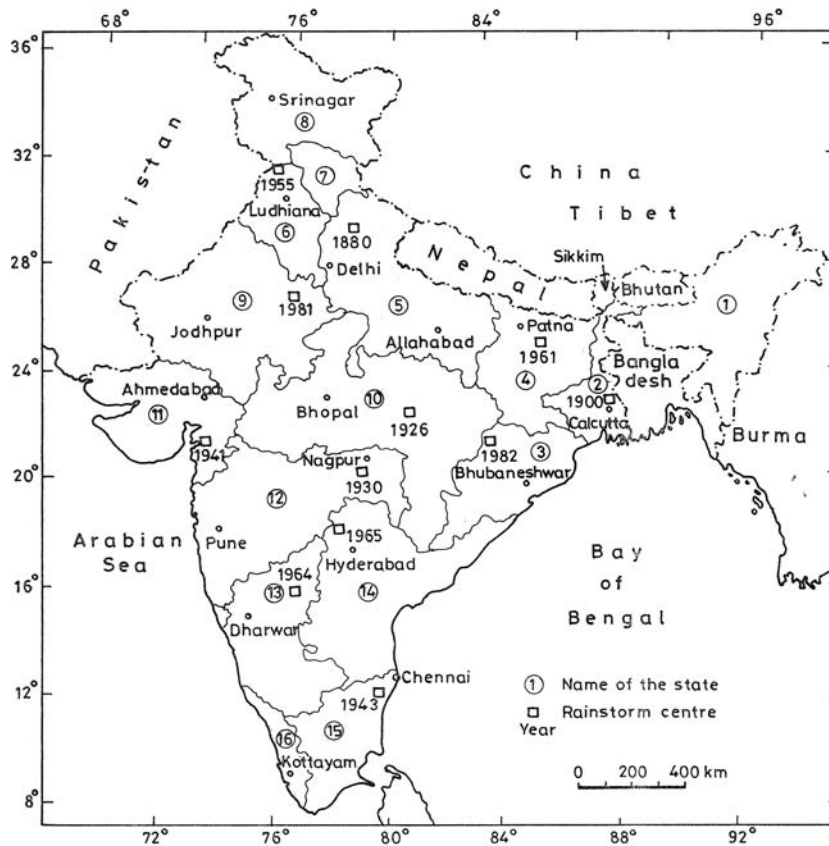 68° 76° 84° 96°
36°
Srinagar
8
32°
China
Tibet
Pakistan
7
1955
Ludhiana
6
1880
Nepal
Sikkim
28°
Delhi
Bhutan
1
9
1981
5
Jodhpur
Allahabad
Patna
1961
24°
Bangla
desh
Ahmedabad
4
2
Bhopal
10
1900
11
1926
Calcutta
Burma
1941
1982
3
Nagpur
Bhubaneshwar
20°
1930
12
1965
Arabian
Sea
Pune
Hyderabad
Bay
of
Bengal
16°
1964
13
14
Dharwar
Chennai
1 Name of the state
12°
1943
Rainstorm centre
Year
15
16
Kottayam
0 200 400 km
8°
72° 76° 80° 84° 88° 92°